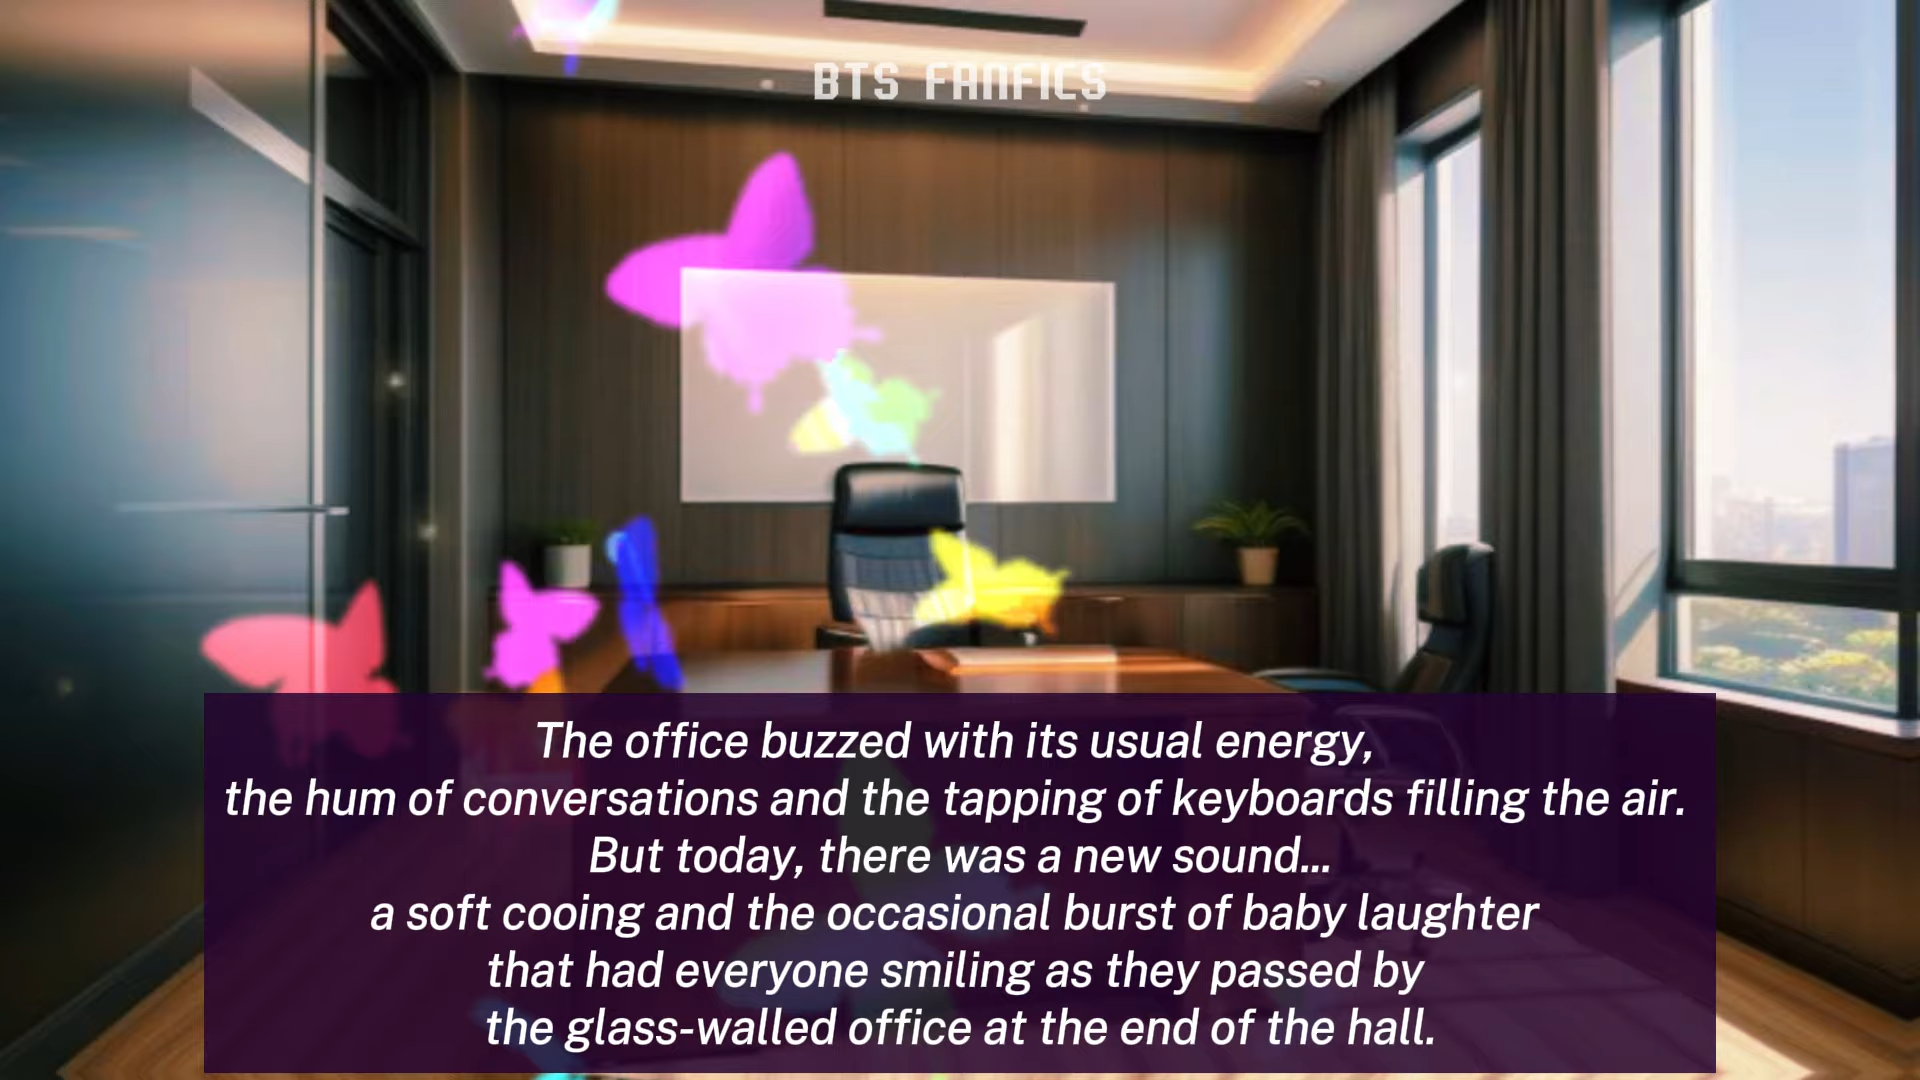 BTS FANFICS
The office buzzed with its usual energy,
the hum of conversations and the tapping of keyboards filling the air.
But today, there was a new sound...
a soft cooing and the occasional burst of baby laughter
that had everyone smiling as they passed by
the glass-walled office at the end of the hall.